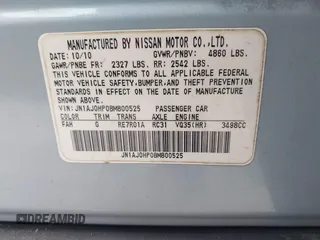 MANUFACTURED BY NISSAN MOTOR CO.,LTD.
DATE: 10/10 GVWR/PNBV: 4860 LBS.
GAWR/PNBE FR: 2327 LBS. RR: 2542 LBS.
THIS VEHICLE CONFORMS TO ALL APPLICABLE FEDERAL
MOTOR VEHICLE SAFETY, BUMPER, AND THEFT PREVENTION
STANDARDS IN EFFECT ON THE DATE OF MANUFACTURE
SHOWN ABOVE.
VIN: JN1AJ0HP0BM800525 PASSENGER CAR
COLOR TRIM TRANS AXLE ENGINE
FAH G RE7R01A RC31 VQ35(HR) 3498CC
JN1AJ0HP0BM800525
DREAMBID